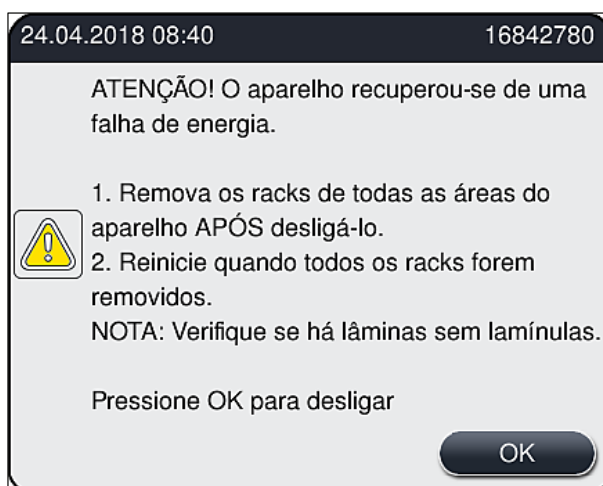 24.04.2018 08:40 16842780
ATENÇÃO! O aparelho recuperou-se de uma
falha de energia.
1. Remova os racks de todas as áreas do
aparelho APÓS desligá-lo.
2. Reinicie quando todos os racks forem
removidos.
NOTA: Verifique se há lâminas sem lamínulas.
Pressione OK para desligar
OK